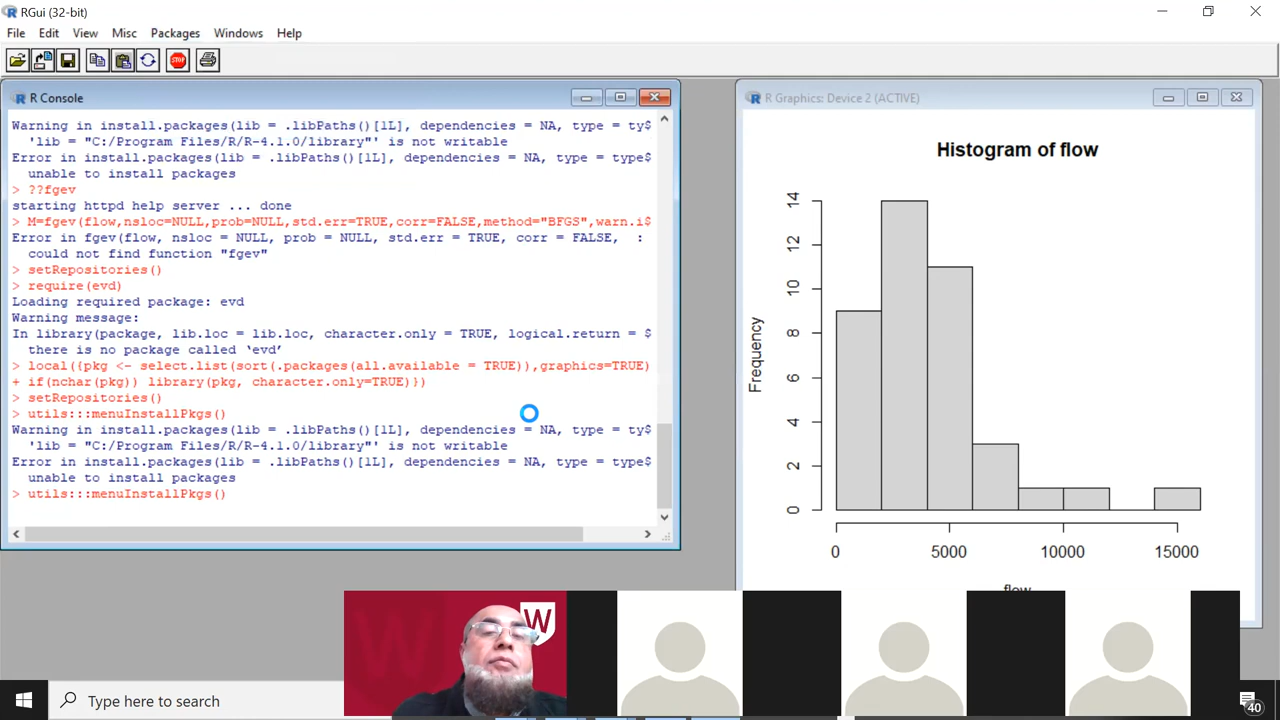 RGui (32-bit)
File Edit View Misc Packages Windows Help
STOP
R Console
Warning in install.packages(lib = .libPaths()[1L], dependencies = NA, type = ty$
'lib = "C:/Program Files/R/R-4.1.0/library"' is not writable
Error in install.packages(lib = .libPaths()[1L], dependencies = NA, type = type$
unable to install packages
> ??fgev
starting httpd help server ... done
> M=fgev(flow,nsloc=NULL,prob=NULL,std.err=TRUE,corr=FALSE,method="BFGS",warn.i$
Error in fgev(flow, nsloc = NULL, prob = NULL, std.err = TRUE, corr = FALSE,  :
could not find function "fgev"
> setRepositories()
> require(evd)
Loading required package: evd
Warning message:
In library(package, lib.loc = lib.loc, character.only = TRUE, logical.return = $
there is no package called ‘evd’
> local({pkg <- select.list(sort(.packages(all.available = TRUE)),graphics=TRUE)
+ if(nchar(pkg)) library(pkg, character.only=TRUE)})
> setRepositories()
> utils:::menuInstallPkgs()
Warning in install.packages(lib = .libPaths()[1L], dependencies = NA, type = ty$
'lib = "C:/Program Files/R/R-4.1.0/library"' is not writable
Error in install.packages(lib = .libPaths()[1L], dependencies = NA, type = type$
unable to install packages
> utils:::menuInstallPkgs()
R Graphics: Device 2 (ACTIVE)
Histogram of flow
Frequency
14
12
10
8
6
4
2
0
0 5000 10000 15000
flow
W
W
Type here to search
40